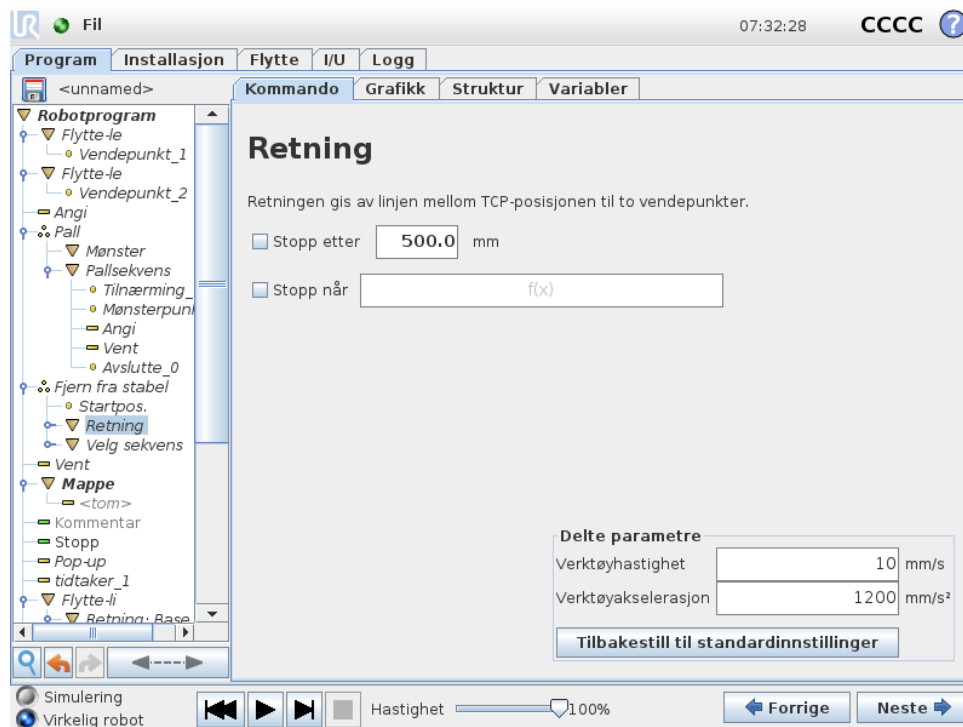 UR Fil 07:32:28 CCCC ?
Program Installasjon Flytte I/U Logg
<unnamed>
Kommando Grafikk Struktur Variabler
Robotprogram
Flytte-le
Vendepunkt_1
Flytte-le
Vendepunkt_2
Angi
Pall
Mønster
Pallsekvens
Tilnærming_
Mønsterpun
Angi
Vent
Avslutte_0
Fjern fra stabel
Startpos.
Retning
Velg sekvens
Vent
Mappe
<tom>
Kommentar
Stopp
Pop-up
tidtaker_1
Flytte-li
Retning: Base
Retning
Retningen gis av linjen mellom TCP-posisjonen til to vendepunkter.
Stopp etter 500.0 mm
Stopp når f(x)
Delte parametre
Verktøyhastighet 10 mm/s
Verktøyakselerasjon 1200 mm/s²
Tilbakestill til standardinnstillinger
Simulering
Virkelig robot
Hastighet 100%
Forrige Neste